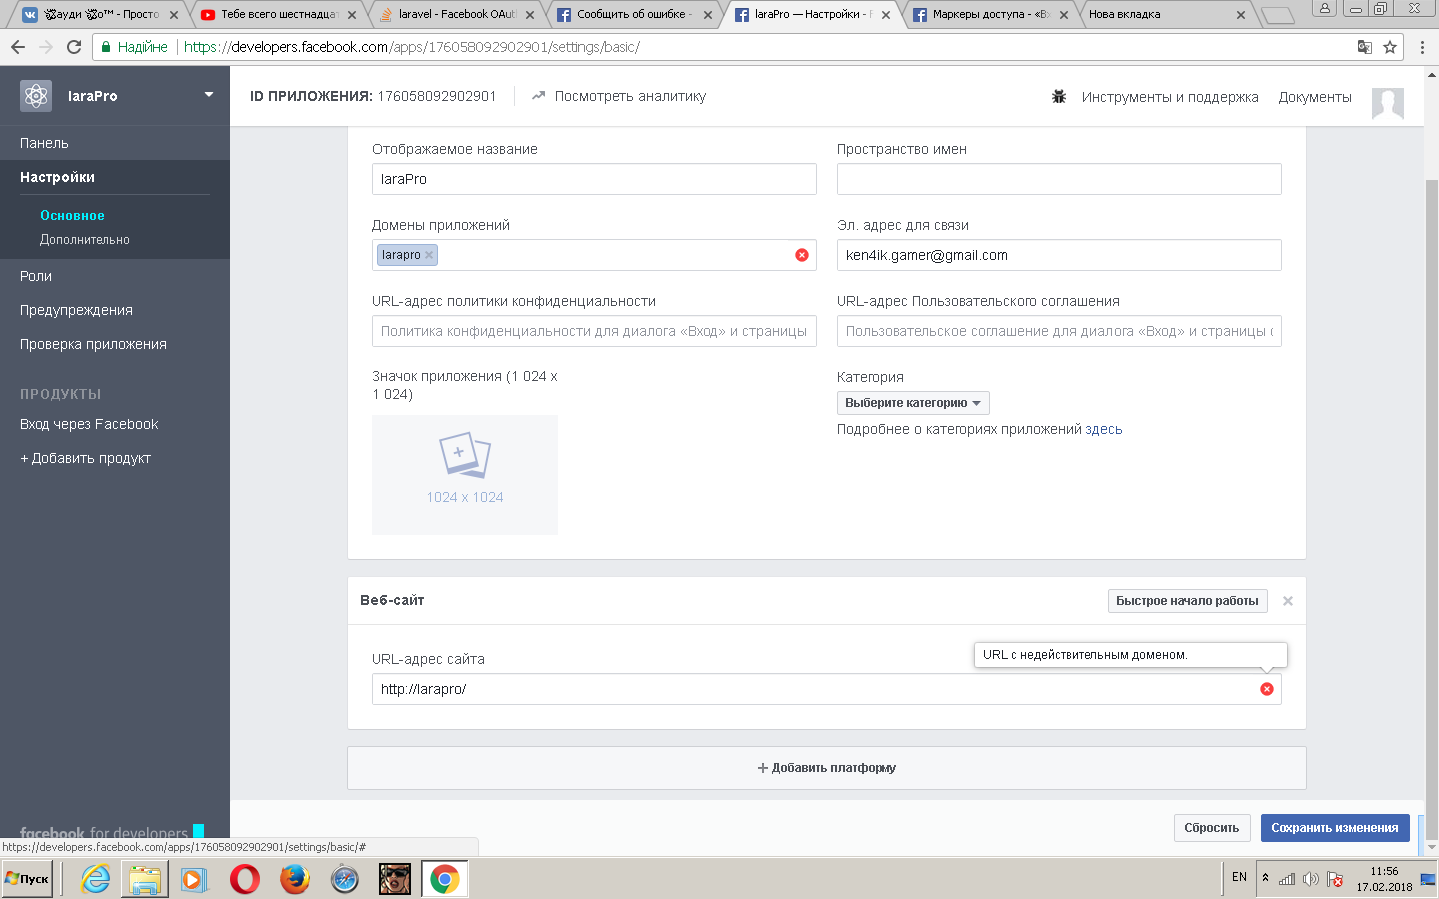 Просто
Тебе всего шестнадцат
laravel - Facebook OAut
Сообщить об ошибке -
laraPro — Настройки - F
Маркеры доступа - «Вх
Нова вкладка
Надійне
https://developers.facebook.com/apps/176058092902901/settings/basic/
laraPro
ID ПРИЛОЖЕНИЯ: 176058092902901
Посмотреть аналитику
Инструменты и поддержка
Документы
Панель
Настройки
Основное
Дополнительно
Роли
Предупреждения
Проверка приложения
ПРОДУКТЫ
Вход через Facebook
+ Добавить продукт
facebook for developers
Отображаемое название
laraPro
Пространство имен
Домены приложений
larapro
Эл. адрес для связи
ken4ik.gamer@gmail.com
URL-адрес политики конфиденциальности
Политика конфиденциальности для диалога «Вход» и страницы
URL-адрес Пользовательского соглашения
Пользовательское соглашение для диалога «Вход» и страницы с
Значок приложения (1 024 x
1 024)
1024 x 1024
Категория
Выберите категорию
Подробнее о категориях приложений здесь
Веб-сайт
Быстрое начало работы
URL-адрес сайта
URL с недействительным доменом.
http://larapro/
+ Добавить платформу
Сбросить
Сохранить изменения
https://developers.facebook.com/apps/176058092902901/settings/basic/#
Пуск
EN
11:56
17.02.2018